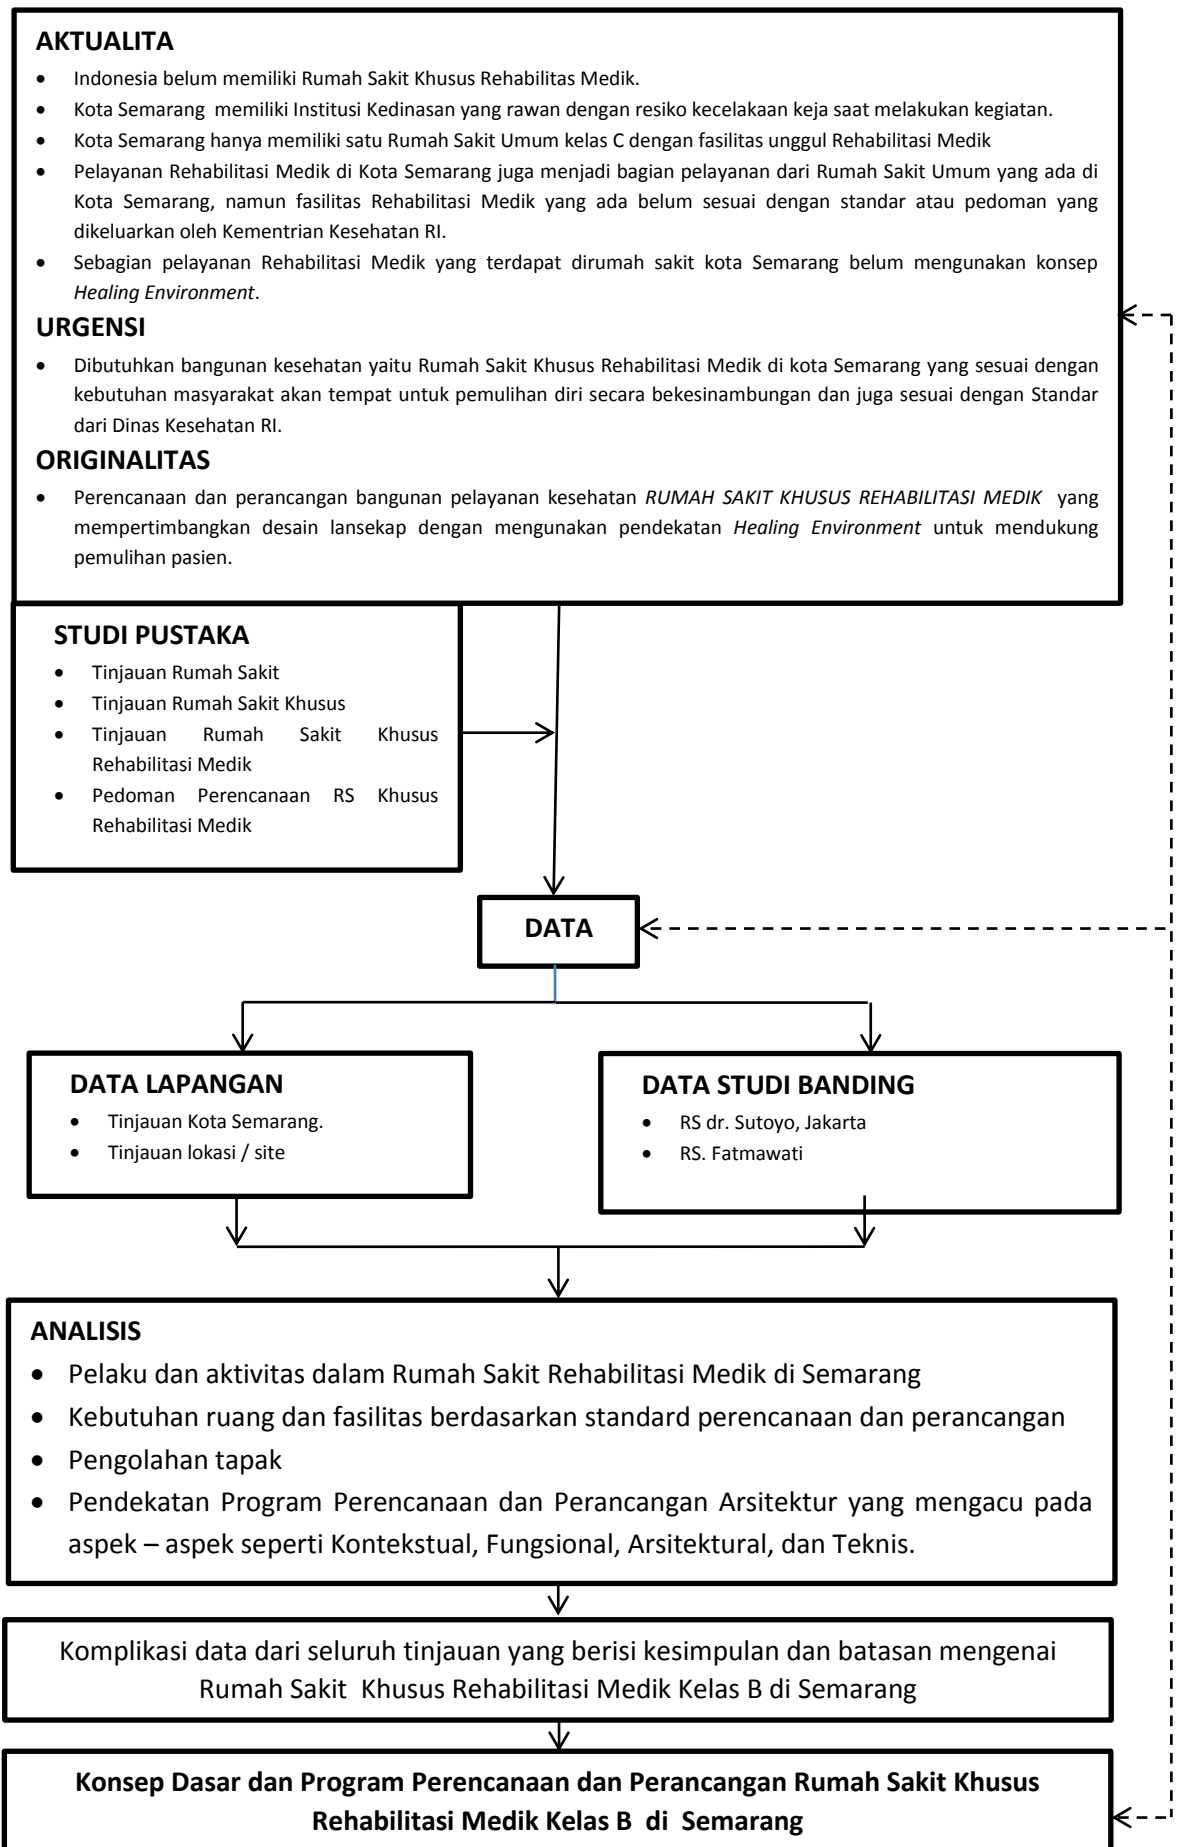 AKTUALITA
• Indonesia belum memiliki Rumah Sakit Khusus Rehabilitas Medik.
• Kota Semarang memiliki Institusi Kedinasan yang rawan dengan resiko kecelakaan keja saat melakukan kegiatan.
• Kota Semarang hanya memiliki satu Rumah Sakit Umum kelas C dengan fasilitas unggul Rehabilitasi Medik
• Pelayanan Rehabilitasi Medik di Kota Semarang juga menjadi bagian pelayanan dari Rumah Sakit Umum yang ada di
Kota Semarang, namun fasilitas Rehabilitasi Medik yang ada belum sesuai dengan standar atau pedoman yang
dikeluarkan oleh Kementrian Kesehatan RI.
• Sebagian pelayanan Rehabilitasi Medik yang terdapat dirumah sakit kota Semarang belum mengunakan konsep
Healing Environment.
URGENSI
• Dibutuhkan bangunan kesehatan yaitu Rumah Sakit Khusus Rehabilitasi Medik di kota Semarang yang sesuai dengan
kebutuhan masyarakat akan tempat untuk pemulihan diri secara bekesinambungan dan juga sesuai dengan Standar
dari Dinas Kesehatan RI.
ORIGINALITAS
• Perencanaan dan perancangan bangunan pelayanan kesehatan RUMAH SAKIT KHUSUS REHABILITASI MEDIK yang
mempertimbangkan desain lansekap dengan mengunakan pendekatan Healing Environment untuk mendukung
pemulihan pasien.
STUDI PUSTAKA
• Tinjauan Rumah Sakit
• Tinjauan Rumah Sakit Khusus
• Tinjauan Rumah Sakit Khusus
Rehabilitasi Medik
• Pedoman Perencanaan RS Khusus
Rehabilitasi Medik
DATA
DATA LAPANGAN
• Tinjauan Kota Semarang.
• Tinjauan lokasi / site
DATA STUDI BANDING
• RS dr. Sutoyo, Jakarta
• RS. Fatmawati
ANALISIS
• Pelaku dan aktivitas dalam Rumah Sakit Rehabilitasi Medik di Semarang
• Kebutuhan ruang dan fasilitas berdasarkan standard perencanaan dan perancangan
• Pengolahan tapak
• Pendekatan Program Perencanaan dan Perancangan Arsitektur yang mengacu pada
aspek – aspek seperti Kontekstual, Fungsional, Arsitektural, dan Teknis.
Komplikasi data dari seluruh tinjauan yang berisi kesimpulan dan batasan mengenai
Rumah Sakit Khusus Rehabilitasi Medik Kelas B di Semarang
Konsep Dasar dan Program Perencanaan dan Perancangan Rumah Sakit Khusus
Rehabilitasi Medik Kelas B di Semarang